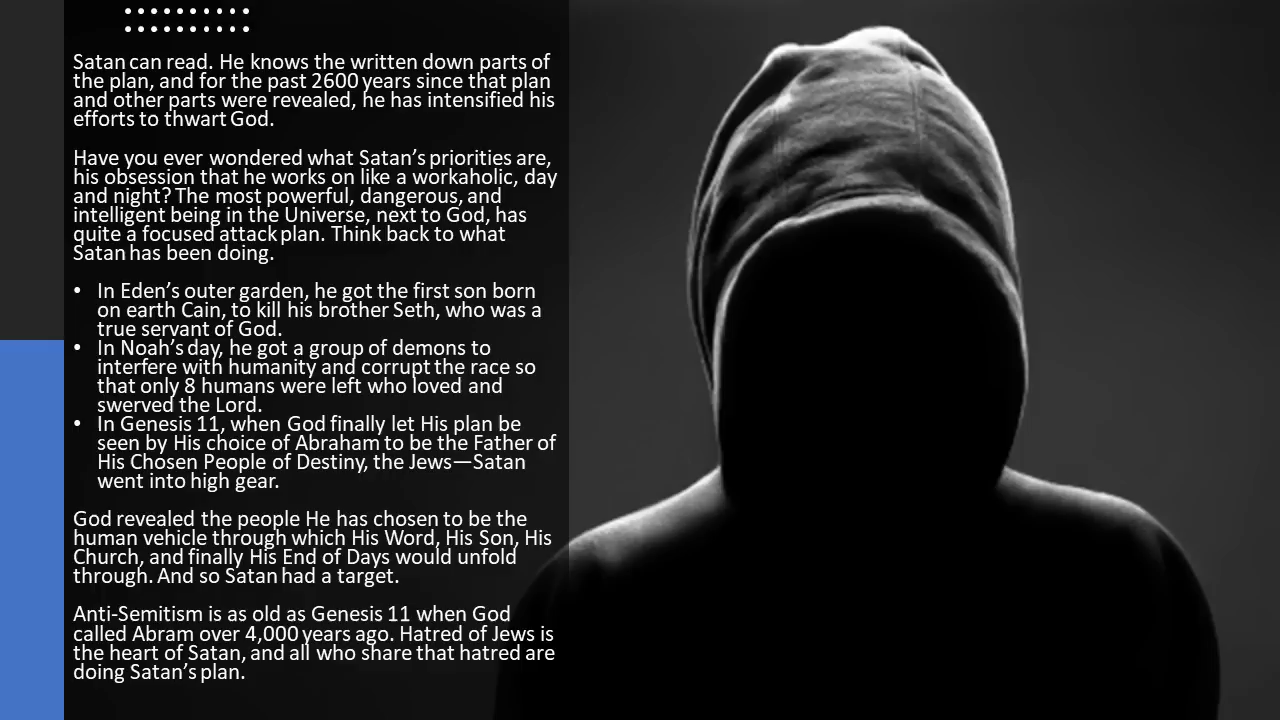 Satan can read. He knows the written down parts of
the plan, and for the past 2600 years since that plan
and other parts were revealed, he has intensified his
efforts to thwart God.
Have you ever wondered what Satan’s priorities are,
his obsession that he works on like a workaholic, day
and night? The most powerful, dangerous, and
intelligent being in the Universe, next to God, has
quite a focused attack plan. Think back to what
Satan has been doing.
• In Eden’s outer garden, he got the first son born
on earth Cain, to kill his brother Seth, who was a
true servant of God.
• In Noah’s day, he got a group of demons to
interfere with humanity and corrupt the race so
that only 8 humans were left who loved and
swerved the Lord.
• In Genesis 11, when God finally let His plan be
seen by His choice of Abraham to be the Father of
His Chosen People of Destiny, the Jews—Satan
went into high gear.
God revealed the people He has chosen to be the
human vehicle through which His Word, His Son, His
Church, and finally His End of Days would unfold
through. And so Satan had a target.
Anti-Semitism is as old as Genesis 11 when God
called Abram over 4,000 years ago. Hatred of Jews is
the heart of Satan, and all who share that hatred are
doing Satan’s plan.